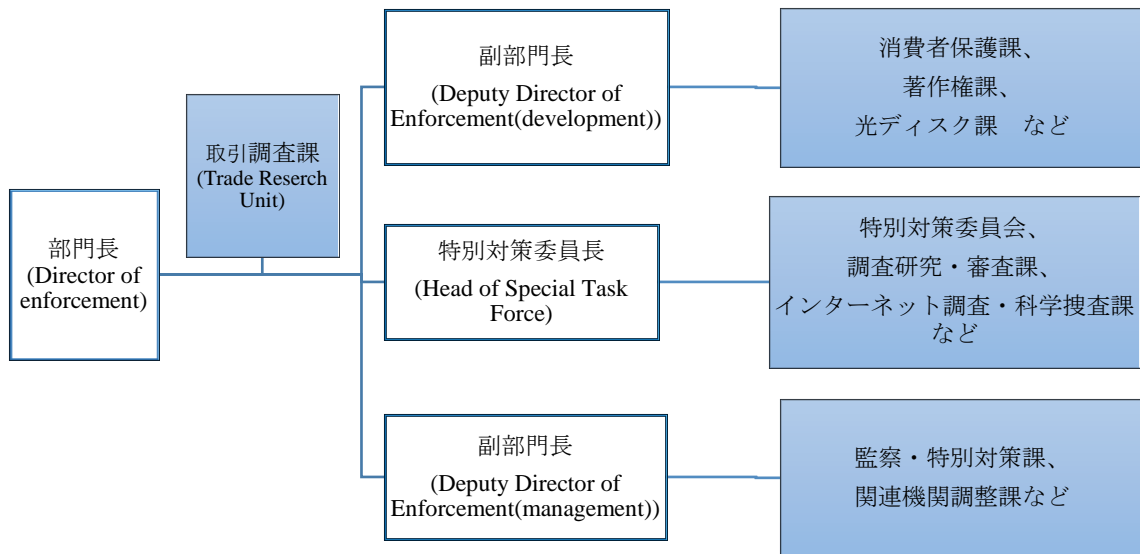 部門長
(Director of
enforcement)
取引調査課
(Trade Reserch
Unit)
副部門長
(Deputy Director of
Enforcement(development))
消費者保護課、
著作権課、
光ディスク課　など
特別対策委員長
(Head of Special Task
Force)
特別対策委員会、
調査研究・審査課、
インターネット調査・科学捜査課
など
副部門長
(Deputy Director of
Enforcement(management))
監察・特別対策課、
関連機関調整課など